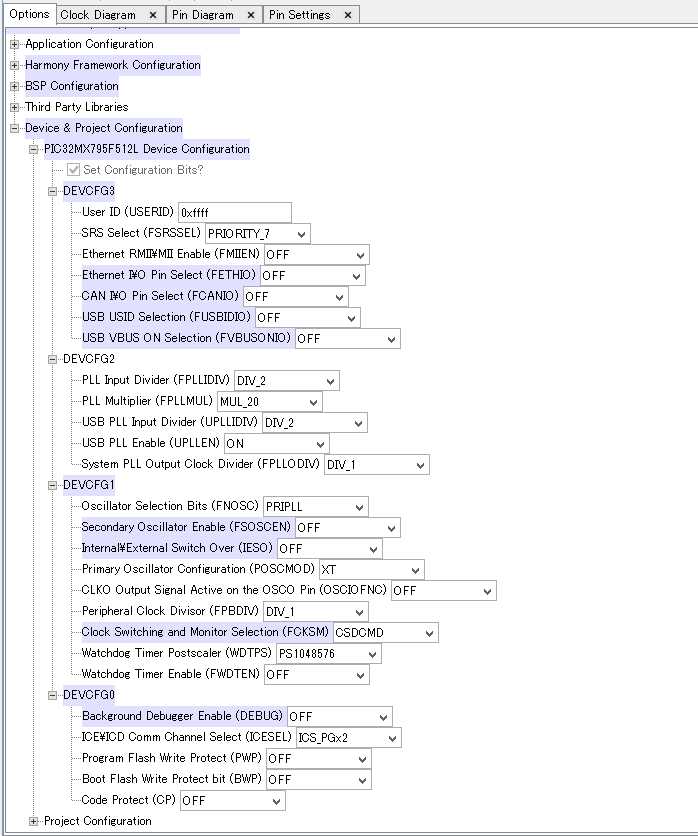 Options Clock Diagram × Pin Diagram × Pin Settings ×
Application Configuration
Harmony Framework Configuration
BSP Configuration
Third Party Libraries
Device & Project Configuration
PIC32MX795F512L Device Configuration
Set Configuration Bits?
DEVCFG3
User ID (USERID) 0xffff
SRS Select (FSRSSEL) PRIORITY_7
Ethernet RMII¥MII Enable (FMIIEN) OFF
Ethernet I¥O Pin Select (FETHIO) OFF
CAN I¥O Pin Select (FCANIO) OFF
USB USID Selection (FUSBIDIO) OFF
USB VBUS ON Selection (FVBUSONIO) OFF
DEVCFG2
PLL Input Divider (FPLLIDIV) DIV_2
PLL Multiplier (FPLLMUL) MUL_20
USB PLL Input Divider (UPLLIDIV) DIV_2
USB PLL Enable (UPLLEN) ON
System PLL Output Clock Divider (FPLLODIV) DIV_1
DEVCFG1
Oscillator Selection Bits (FNOSC) PRIPLL
Secondary Oscillator Enable (FSOSCEN) OFF
Internal¥External Switch Over (IESO) OFF
Primary Oscillator Configuration (POSCMOD) XT
CLKO Output Signal Active on the OSCO Pin (OSCIOFNC) OFF
Peripheral Clock Divisor (FPBDIV) DIV_1
Clock Switching and Monitor Selection (FCKSM) CSDCMD
Watchdog Timer Postscaler (WDTPS) PS1048576
Watchdog Timer Enable (FWDTEN) OFF
DEVCFG0
Background Debugger Enable (DEBUG) OFF
ICE¥ICD Comm Channel Select (ICESEL) ICS_PGx2
Program Flash Write Protect (PWP) OFF
Boot Flash Write Protect bit (BWP) OFF
Code Protect (CP) OFF
Project Configuration